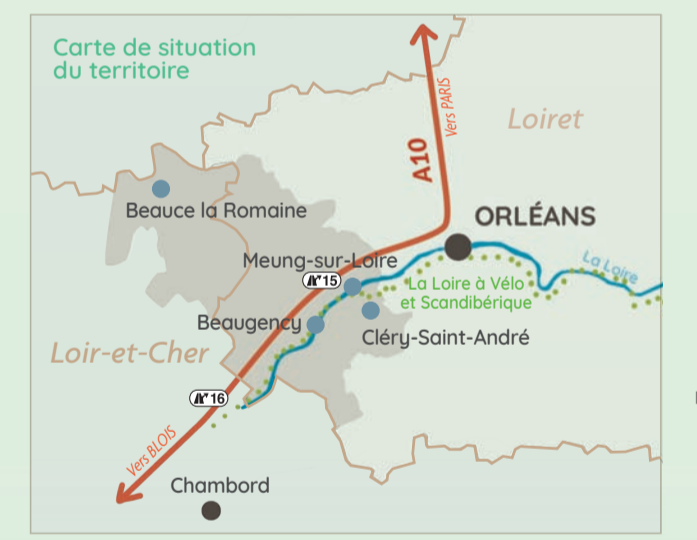 Carte de situation
du territoire
Vers PARIS
A10
Loiret
ORLÉANS
Beauce la Romaine
Meung-sur-Loire
15
La Loire
La Loire à Vélo
et Scandibérique
Beaugency
Cléry-Saint-André
Loir-et-Cher
16
Vers BLOIS
Chambord